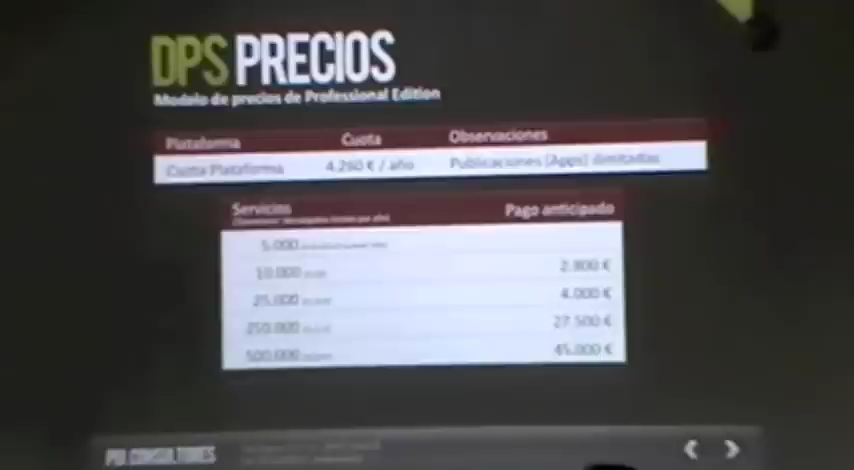 DPS PRECIOS
Modelo de precios de Professional Edition
Plataforma Cuota Observaciones
Cuota Plataforma 4.260 € / año Publicaciones (Apps) ilimitadas
Servicios Pago anticipado
5.000
10.000 2.800 €
25.000 4.000 €
250.000 27.500 €
500.000 45.000 €
CONSULTORES